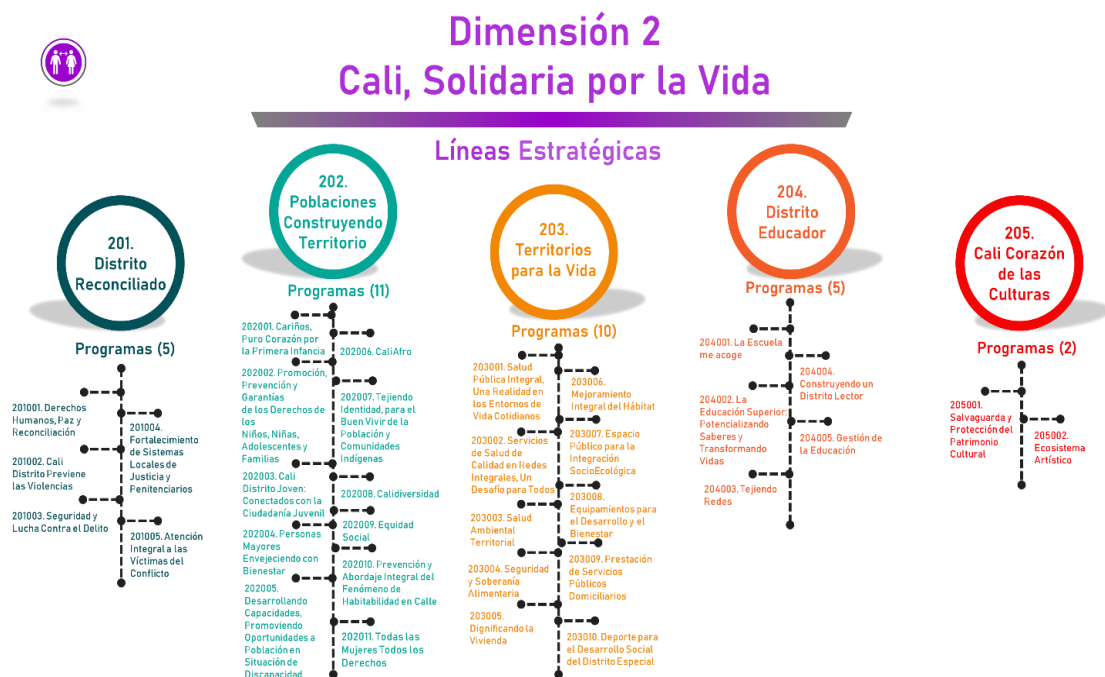 Dimensión 2
Cali, Solidaria por la Vida
Líneas Estratégicas
201.
Distrito
Reconciliado
Programas (5)
201001. Derechos
Humanos, Paz y
Reconciliación
201002. Cali
Distrito Previene
las Violencias
201003. Seguridad y
Lucha Contra el Delito
201004.
Fortalecimiento
de Sistemas
Locales de
Justicia y
Penitenciarios
201005. Atención
Integral a las
Víctimas del
Conflicto
202.
Poblaciones
Construyendo
Territorio
Programas (11)
202001. Cariños,
Puro Corazón por
la Primera Infancia
202002. Promoción,
Prevención y
Garantías
de los Derechos de
los
Niños, Niñas,
Adolescentes y
Familias
202003. Cali
Distrito Joven:
Conectados con la
Ciudadanía Juvenil
202004. Personas
Mayores
Envejeciendo con
Bienestar
202005.
Desarrollando
Capacidades,
Promoviendo
Oportunidades a
Población en
Situación de
Discapacidad
202006. CaliAfro
202007. Tejiendo
Identidad, para el
Buen Vivir de la
Población y
Comunidades
Indígenas
202008. Calidiversidad
202009. Equidad
Social
202010. Prevención y
Abordaje Integral del
Fenómeno de
Habitabilidad en Calle
202011. Todas las
Mujeres Todos los
Derechos
203.
Territorios
para la Vida
Programas (10)
203001. Salud
Pública Integral,
Una Realidad en
los Entornos de
Vida Cotidianos
203002. Servicios
de Salud de
Calidad en Redes
Integrales, Un
Desafío para Todos
203003. Salud
Ambiental
Territorial
203004. Seguridad
y Soberanía
Alimentaria
203005.
Dignificando la
Vivienda
203006.
Mejoramiento
Integral del Hábitat
203007. Espacio
Público para la
Integración
SocioEcológica
203008.
Equipamientos para
el Desarrollo y el
Bienestar
203009. Prestación
de Servicios
Públicos
Domiciliarios
203010. Deporte para
el Desarrollo Social
del Distrito Especial
204.
Distrito
Educador
Programas (5)
204001. La Escuela
me acoge
204002. La
Educación Superior:
Potencializando
Saberes y
Transformando
Vidas
204003. Tejiendo
Redes
204004.
Construyendo un
Distrito Lector
204005. Gestión de
la Educación
205.
Cali Corazón
de las
Culturas
Programas (2)
205001.
Salvaguarda y
Protección del
Patrimonio
Cultural
205002.
Ecosistema
Artístico